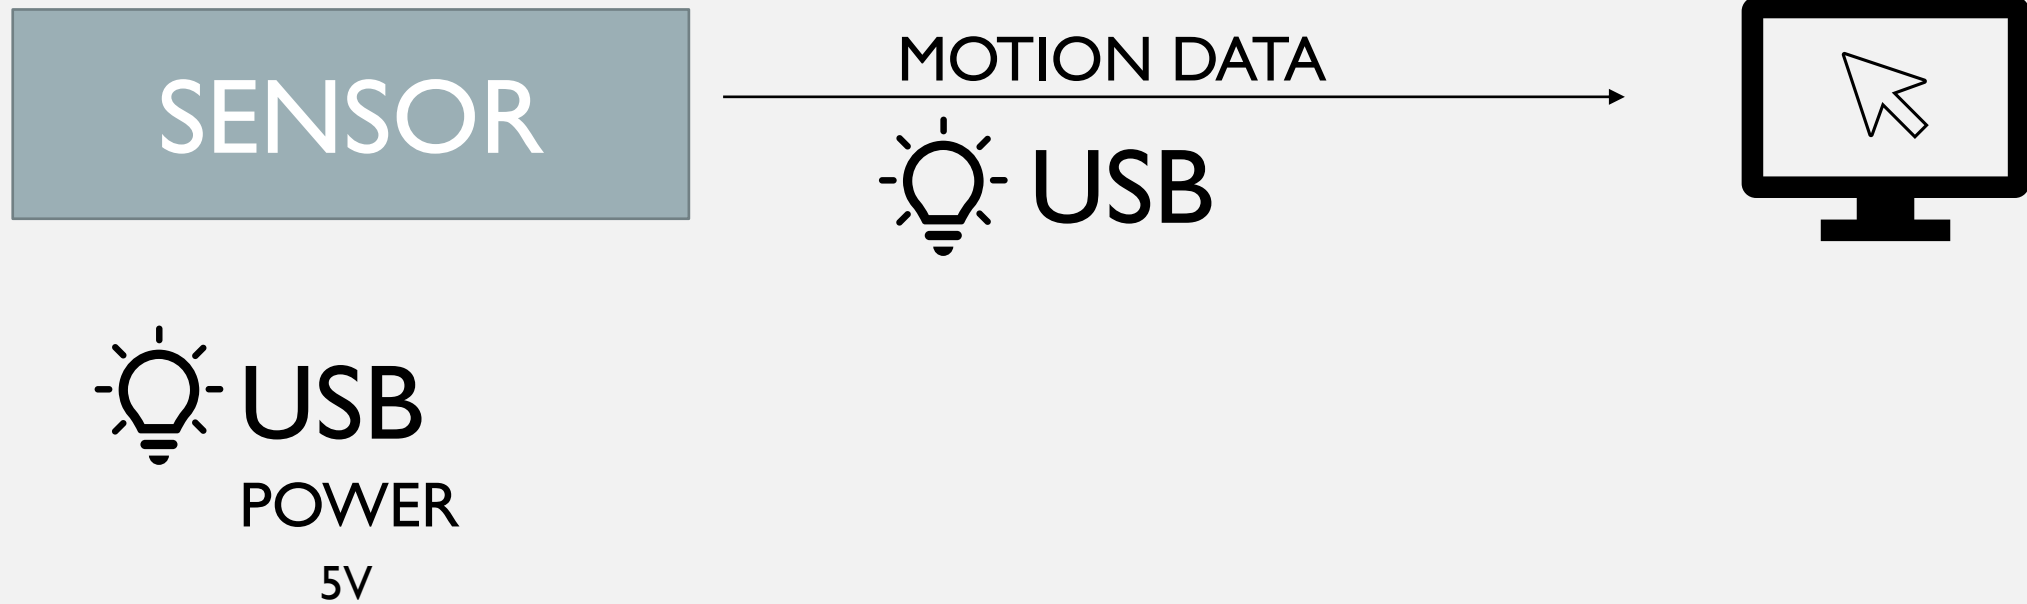 SENSOR
MOTION DATA
USB
USB
POWER
5V